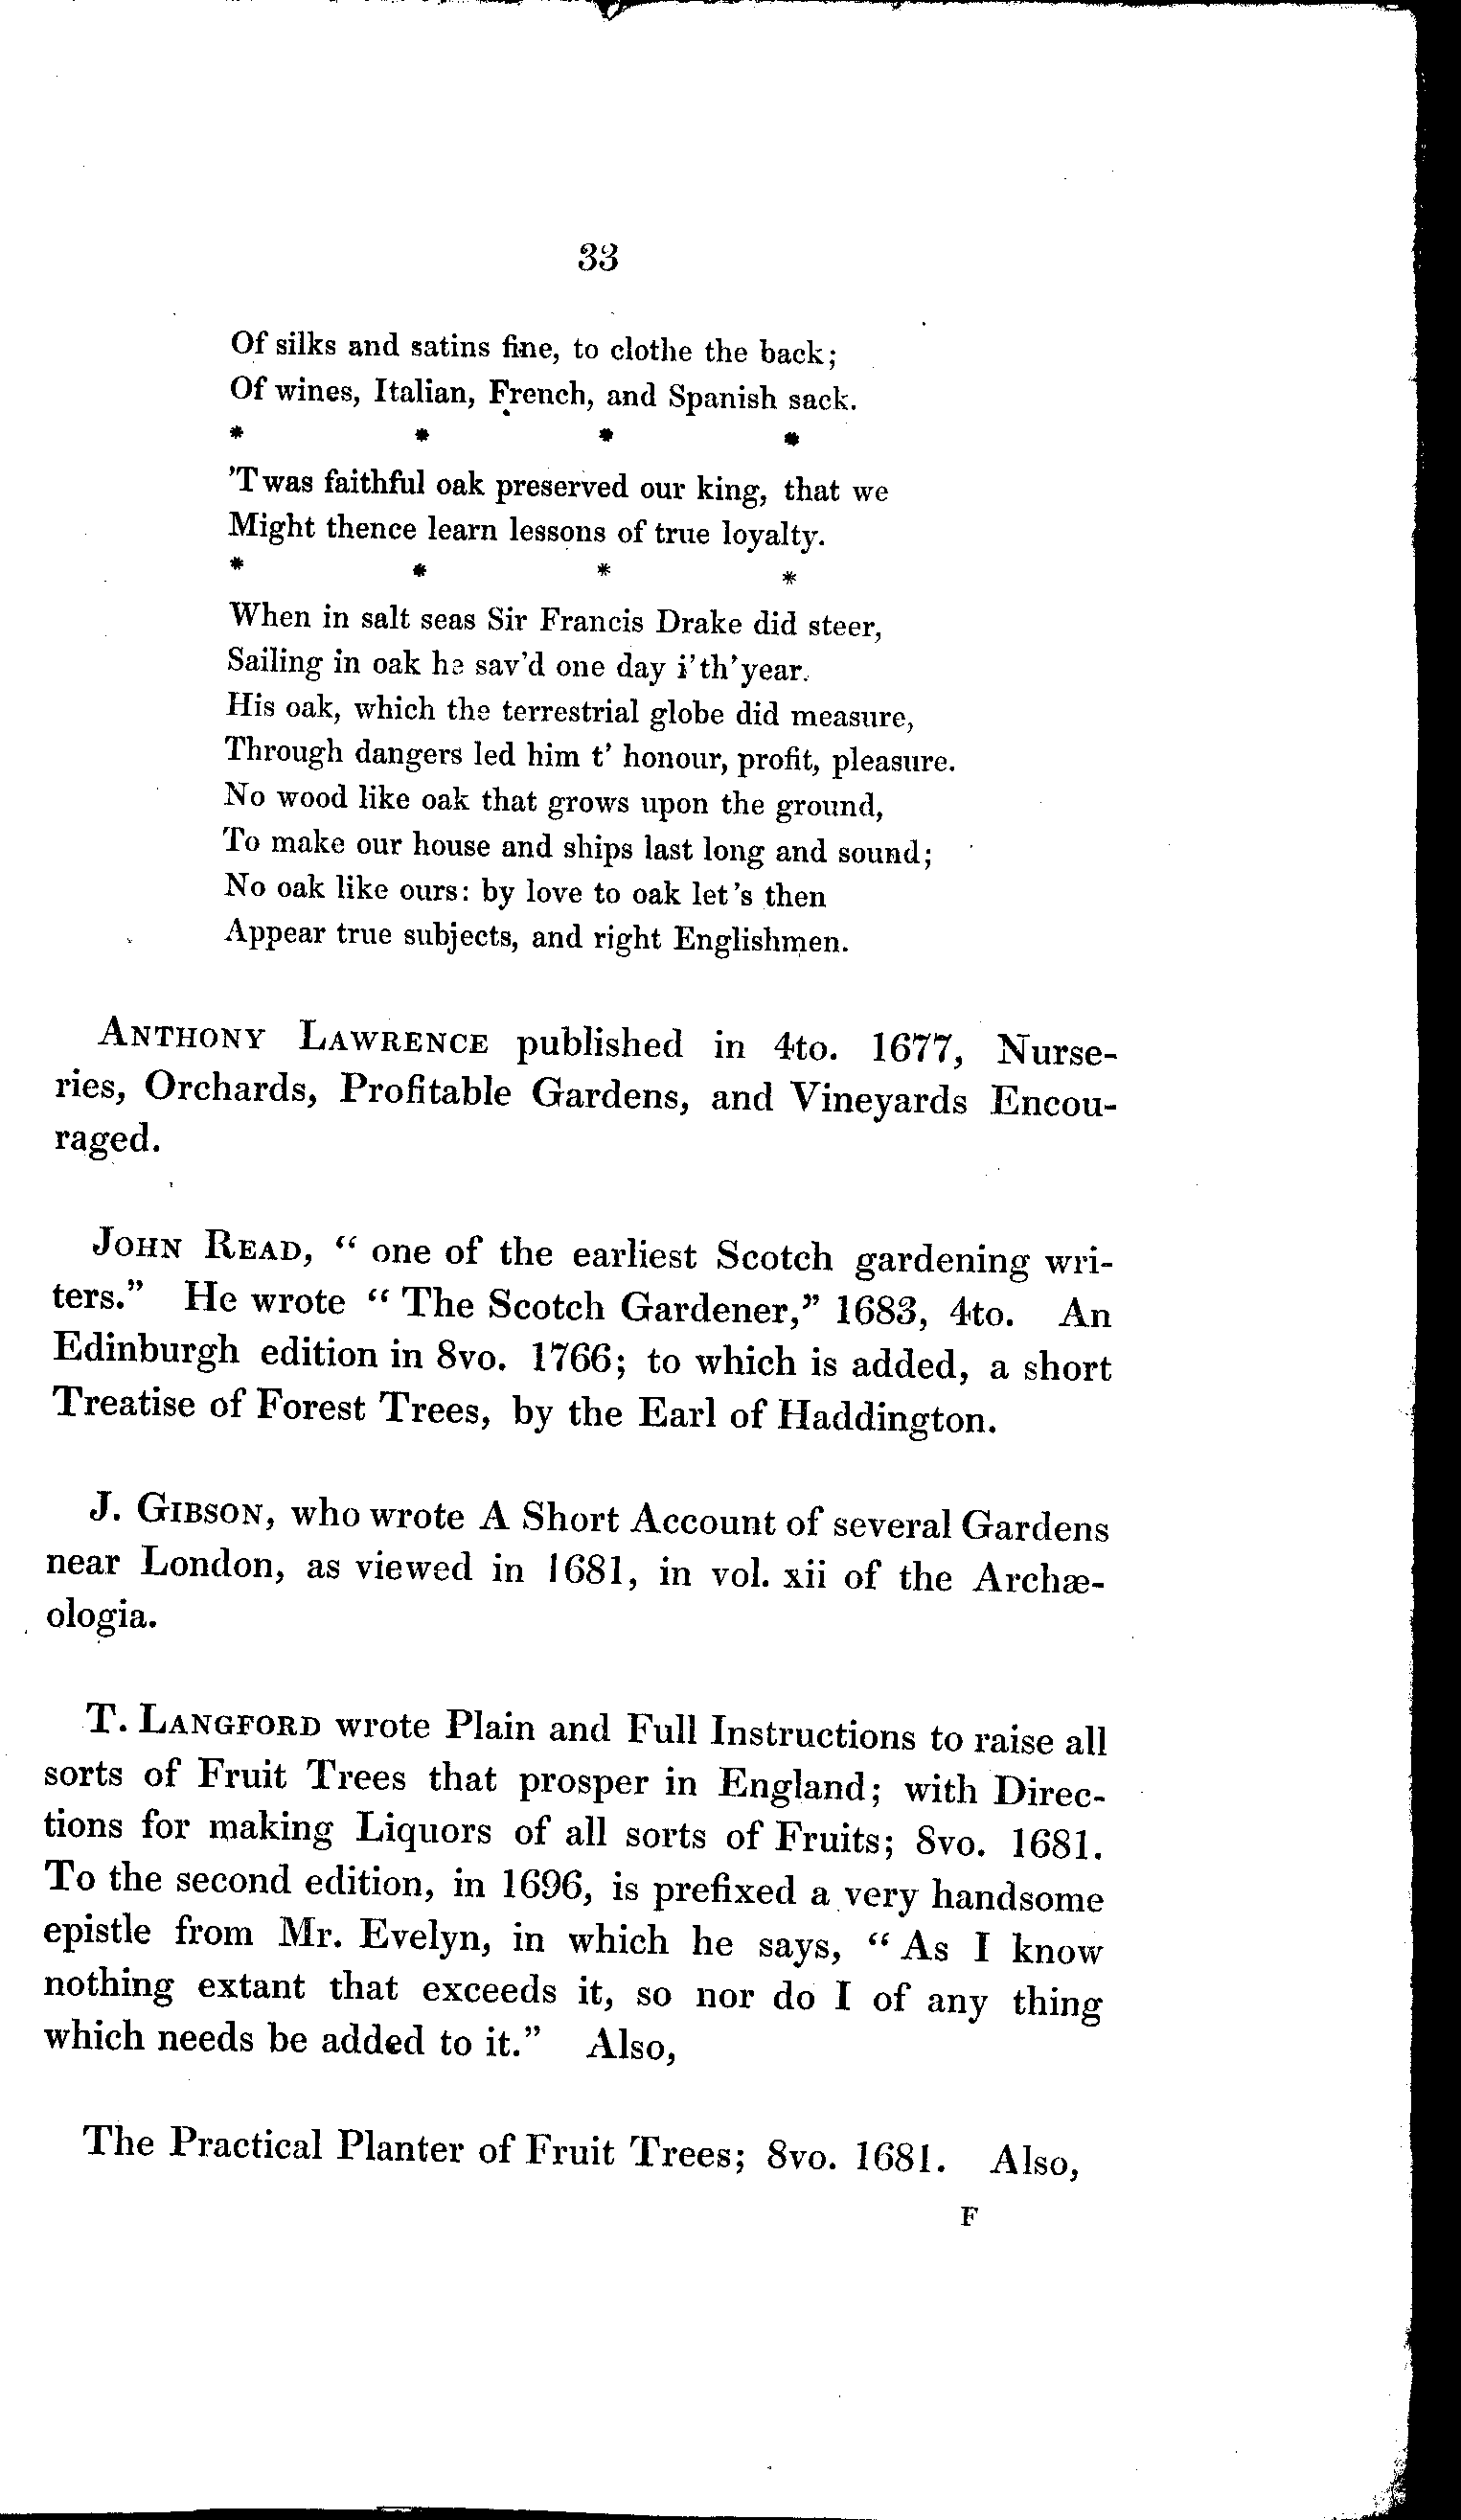 33
Of silks and satins fine, to clothe the back;
Of wines, Italian, French, and Spanish sack.
* * * *
'Twas faithful oak preserved our king, that we
Might thence learn lessons of true loyalty.
* * * *
When in salt seas Sir Francis Drake did steer,
Sailing in oak he sav'd one day i'th'year.
His oak, which the terrestrial globe did measure,
Through dangers led him t' honour, profit, pleasure.
No wood like oak that grows upon the ground,
To make our house and ships last long and sound;
No oak like ours: by love to oak let's then
Appear true subjects, and right Englishmen.
ANTHONY LAWRENCE published in 4to. 1677, Nurse-
ries, Orchards, Profitable Gardens, and Vineyards Encou-
raged.
JOHN READ, "one of the earliest Scotch gardening wri-
ters." He wrote "The Scotch Gardener," 1683, 4to. An
Edinburgh edition in 8vo. 1766; to which is added, a short
Treatise of Forest Trees, by the Earl of Haddington.
J. GIBSON, who wrote A Short Account of several Gardens
near London, as viewed in 1681, in vol. xii of the Archæ-
ologia.
T. LANGFORD wrote Plain and Full Instructions to raise all
sorts of Fruit Trees that prosper in England; with Direc-
tions for making Liquors of all sorts of Fruits; 8vo. 1681.
To the second edition, in 1696, is prefixed a very handsome
epistle from Mr. Evelyn, in which he says, "As I know
nothing extant that exceeds it, so nor do I of any thing
which needs be added to it." Also,
The Practical Planter of Fruit Trees; 8vo. 1681. Also,
F